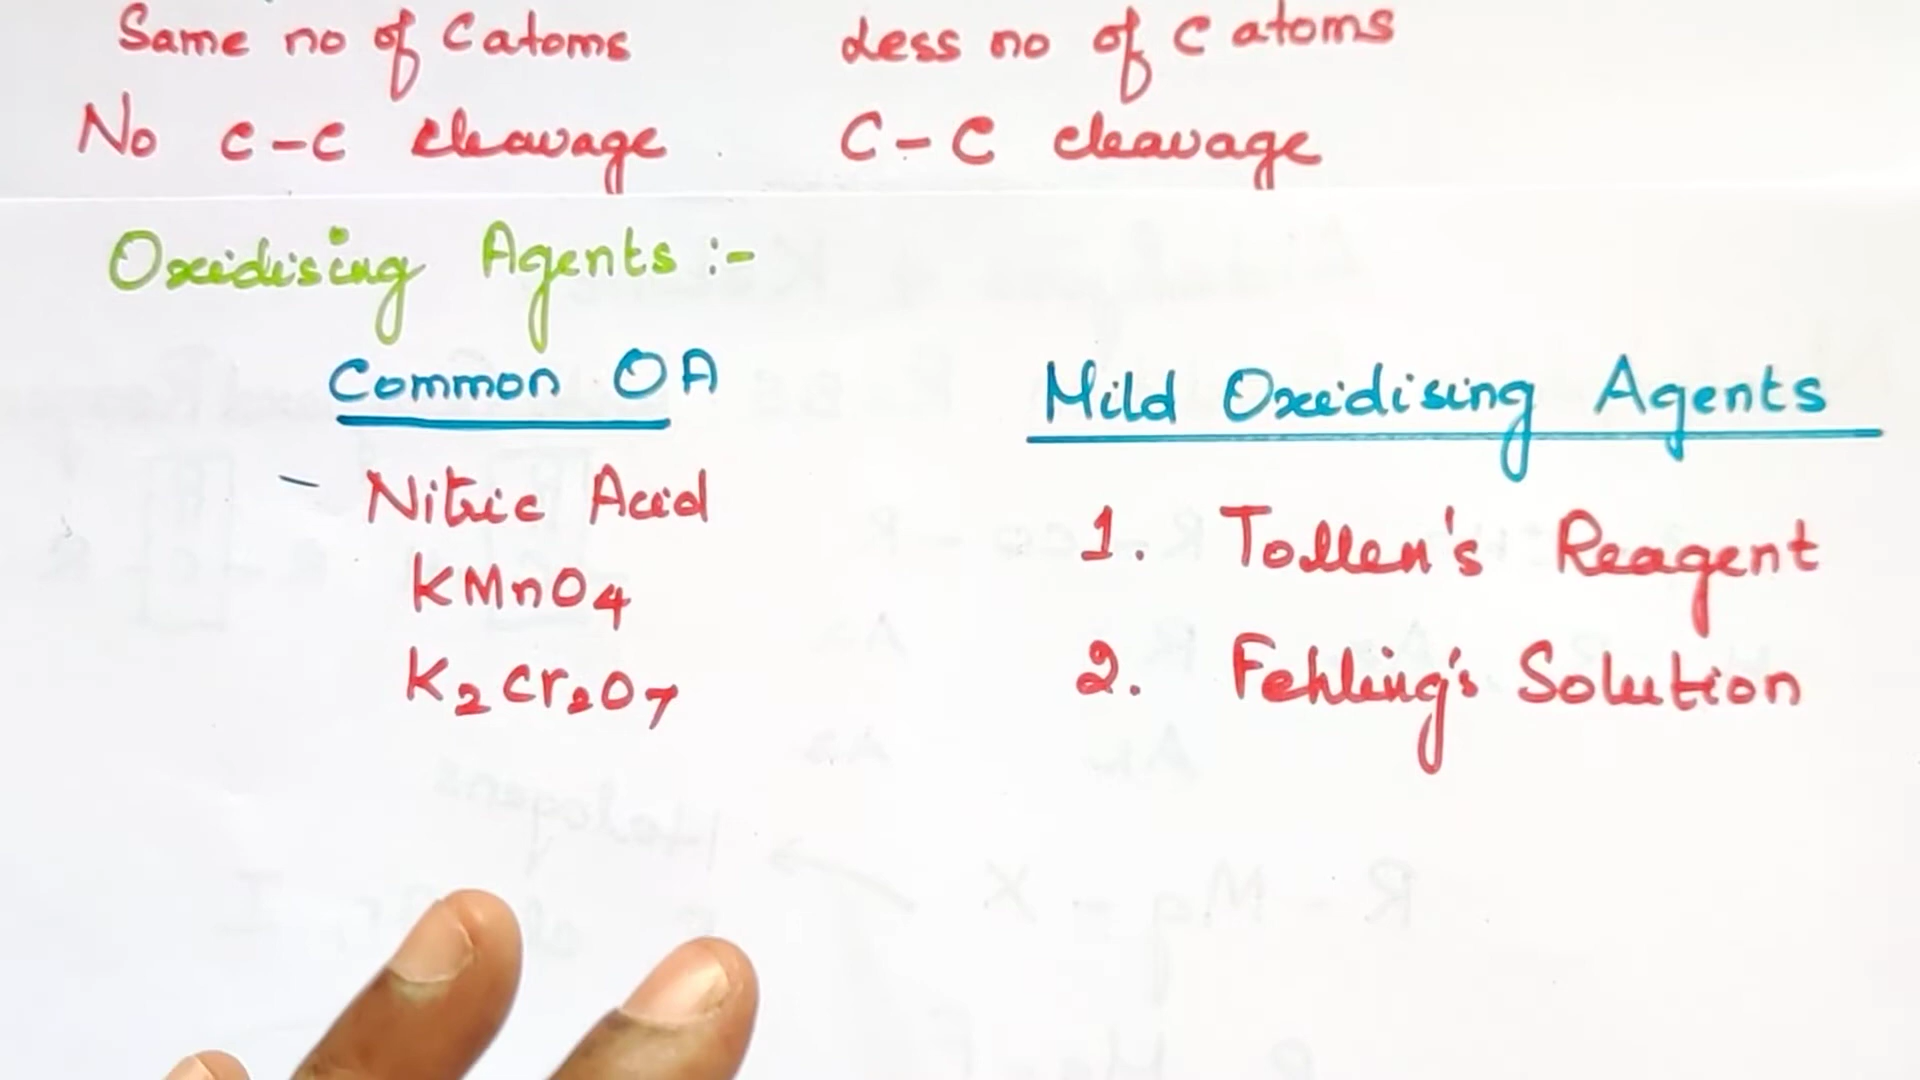 Same no of C atoms
Less no of C atoms
No C-C cleavage
C-C cleavage
Oxidising Agents :-
Common OA
- Nitric Acid
KMnO4
K2Cr2O7
Mild Oxidising Agents
1. Tollen's Reagent
2. Fehling's Solution